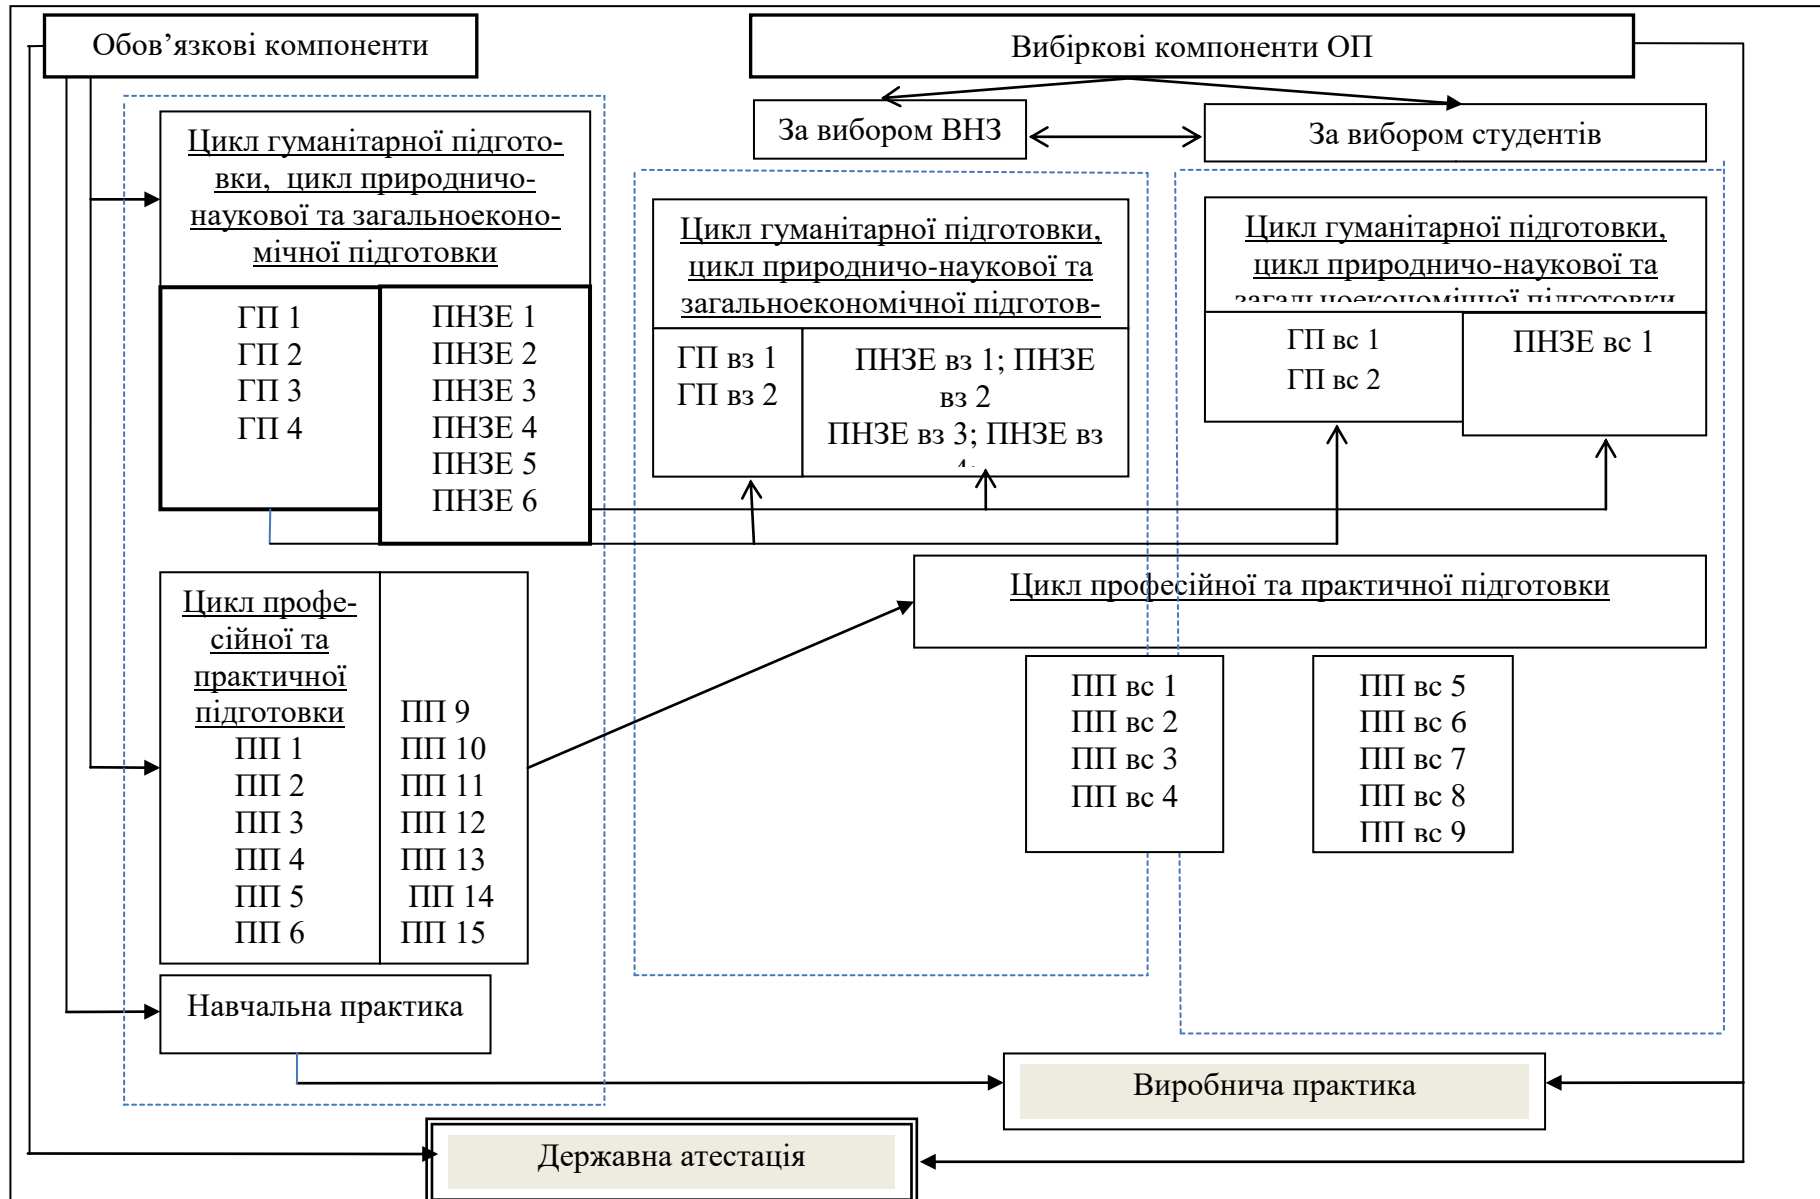 Обов’язкові компоненти
Вибіркові компоненти ОП
За вибором ВНЗ
За вибором студентів
Цикл гуманітарної підгото-
вки, цикл природничо-
наукової та загальноеконо-
мічної підготовки
ГП 1
ГП 2
ГП 3
ГП 4
ПНЗЕ 1
ПНЗЕ 2
ПНЗЕ 3
ПНЗЕ 4
ПНЗЕ 5
ПНЗЕ 6
Цикл гуманітарної підготовки,
цикл природничо-наукової та
загальноекономічної підготов-
ГП вз 1
ГП вз 2
ПНЗЕ вз 1; ПНЗЕ
вз 2
ПНЗЕ вз 3; ПНЗЕ вз
4;
Цикл гуманітарної підготовки,
цикл природничо-наукової та
загальноекономічної підготовки
ГП вс 1
ГП вс 2
ПНЗЕ вс 1
Цикл профе-
сійної та
практичної
підготовки
ПП 1
ПП 2
ПП 3
ПП 4
ПП 5
ПП 6
ПП 9
ПП 10
ПП 11
ПП 12
ПП 13
ПП 14
ПП 15
Цикл професійної та практичної підготовки
ПП вс 1
ПП вс 2
ПП вс 3
ПП вс 4
ПП вс 5
ПП вс 6
ПП вс 7
ПП вс 8
ПП вс 9
Навчальна практика
Виробнича практика
Державна атестація